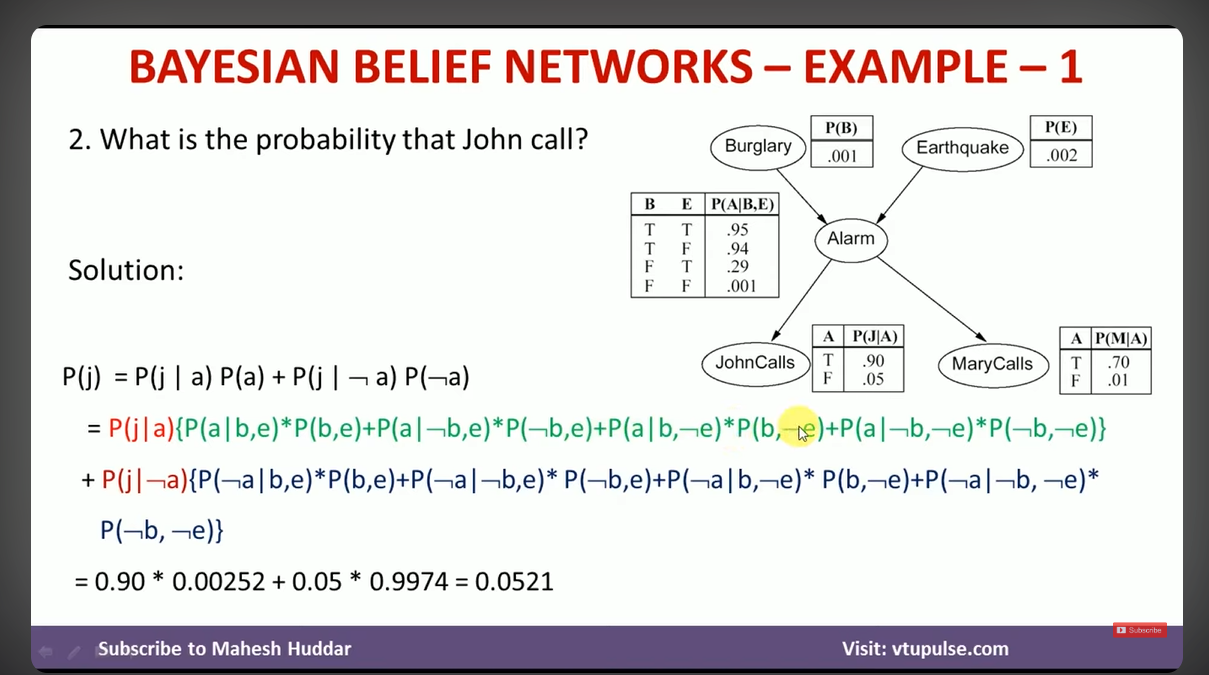 BAYESIAN BELIEF NETWORKS – EXAMPLE – 1
2. What is the probability that John call?
Burglary
P(B)
.001
Earthquake
P(E)
.002
B E P(A|B,E)
T T .95
T F .94
F T .29
F F .001
Alarm
Solution:
JohnCalls
A P(J|A)
T .90
F .05
MaryCalls
A P(M|A)
T .70
F .01
P(j) = P(j | a) P(a) + P(j | ¬ a) P(¬a)
= P(j|a){P(a|b,e)*P(b,e)+P(a|¬b,e)*P(¬b,e)+P(a|b,¬e)*P(b,¬e)+P(a|¬b,¬e)*P(¬b,¬e)}
+ P(j|¬a){P(¬a|b,e)*P(b,e)+P(¬a|¬b,e)* P(¬b,e)+P(¬a|b,¬e)* P(b,¬e)+P(¬a|¬b, ¬e)*
P(¬b, ¬e)}
= 0.90 * 0.00252 + 0.05 * 0.9974 = 0.0521
Subscribe
Subscribe to Mahesh Huddar
Visit: vtupulse.com